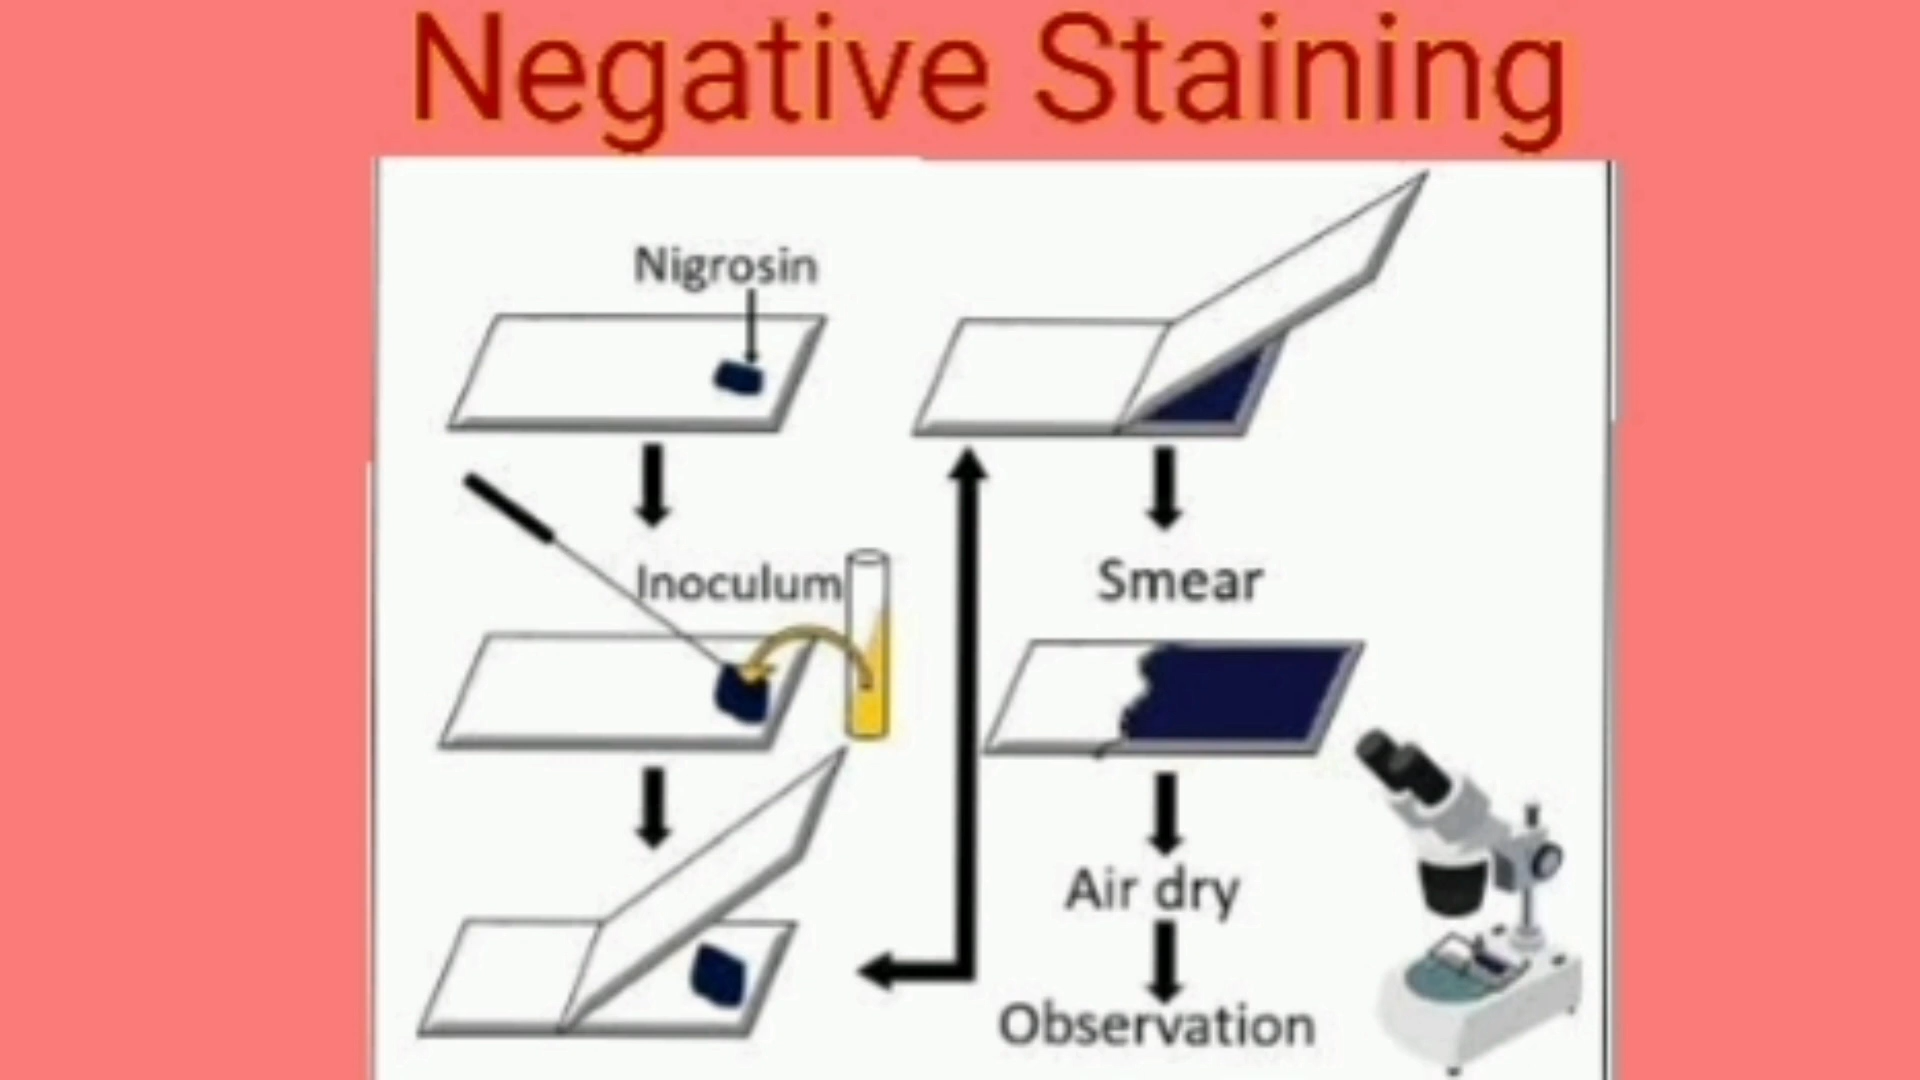 Negative Staining
Nigrosin
Inoculum
Smear
Air dry
Observation